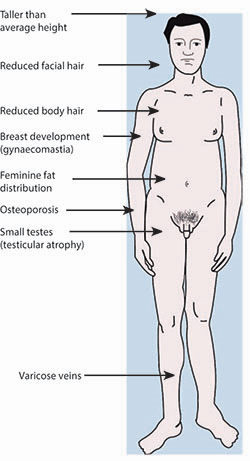 Taller than
average height
Reduced facial hair
Reduced body hair
Breast development
(gynaecomastia)
Feminine fat
distribution
Osteoporosis
Small testes
(testicular atrophy)
Varicose veins